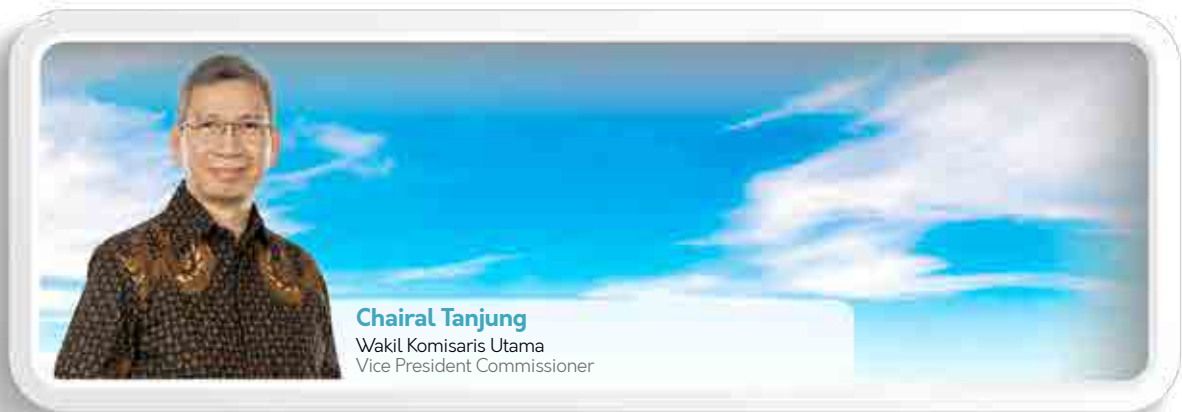 Chairal Tanjung
Wakil Komisaris Utama
Vice President Commissioner